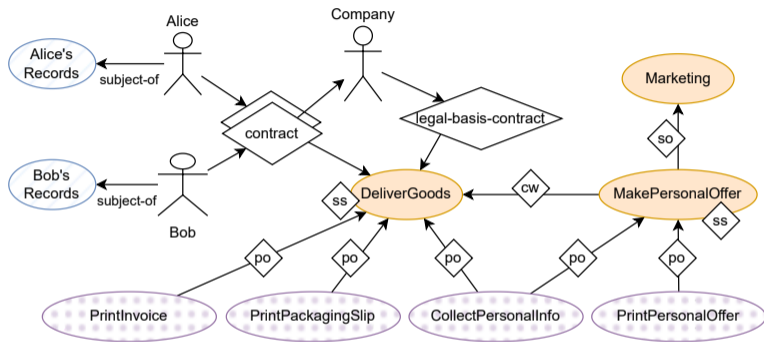 Alice
Company
Alice's
Records
subject-of
Marketing
contract
legal-basis-contract
so
Bob's
Records
subject-of
Bob
ss
DeliverGoods
cw
MakePersonalOffer
ss
po
po
po
po
po
PrintInvoice
PrintPackagingSlip
CollectPersonalInfo
PrintPersonalOffer